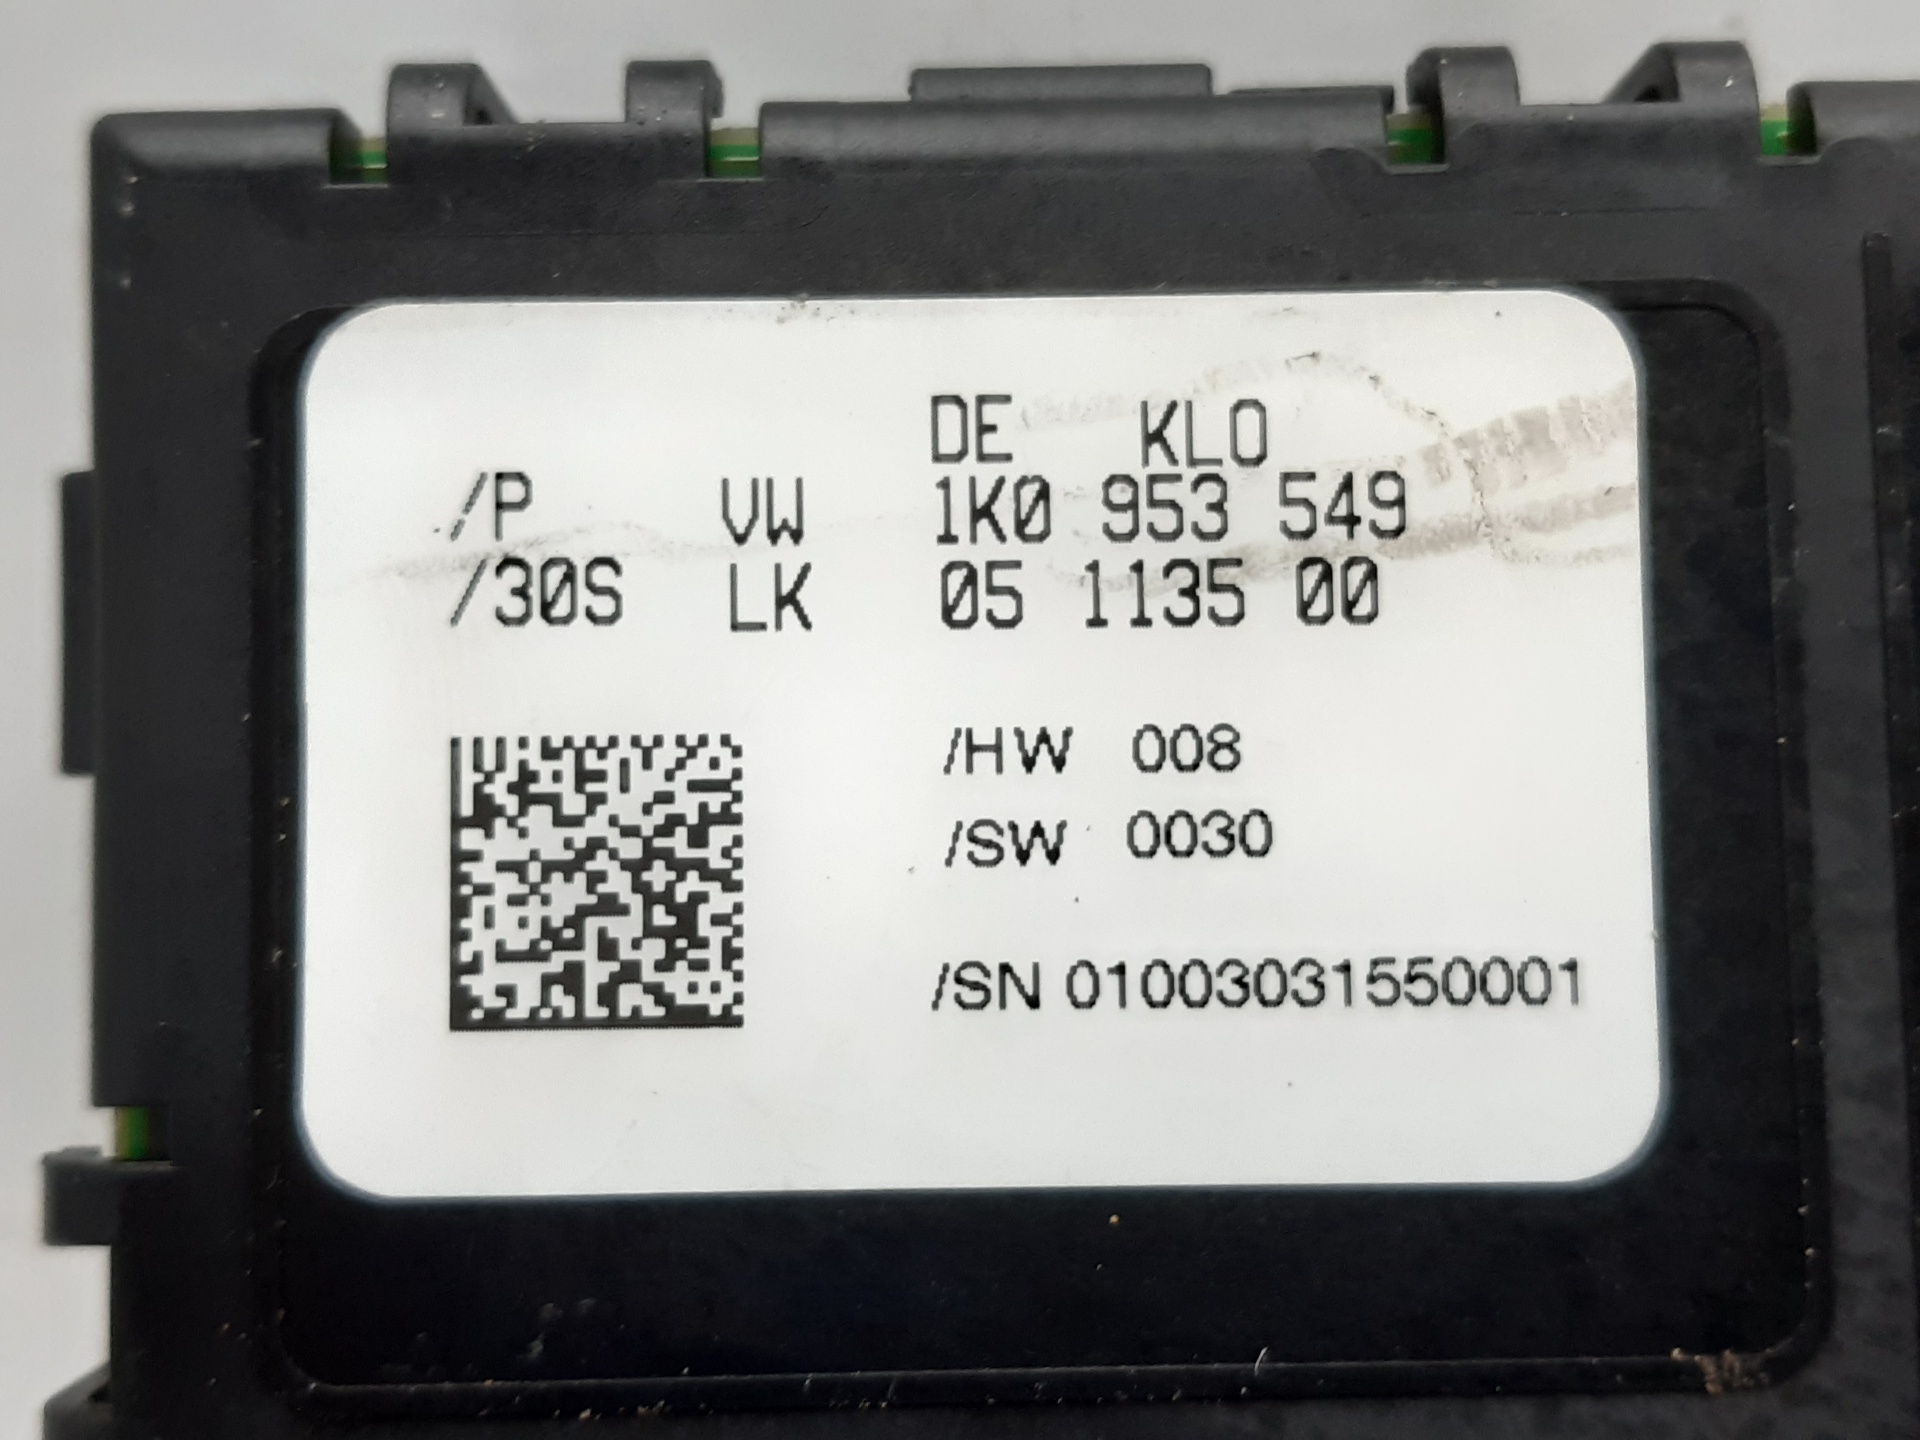 DE KLO
/P VW 1K0 953 549
/30S LK 05 1135 00
/HW 008
/SW 0030
/SN 01003031550001